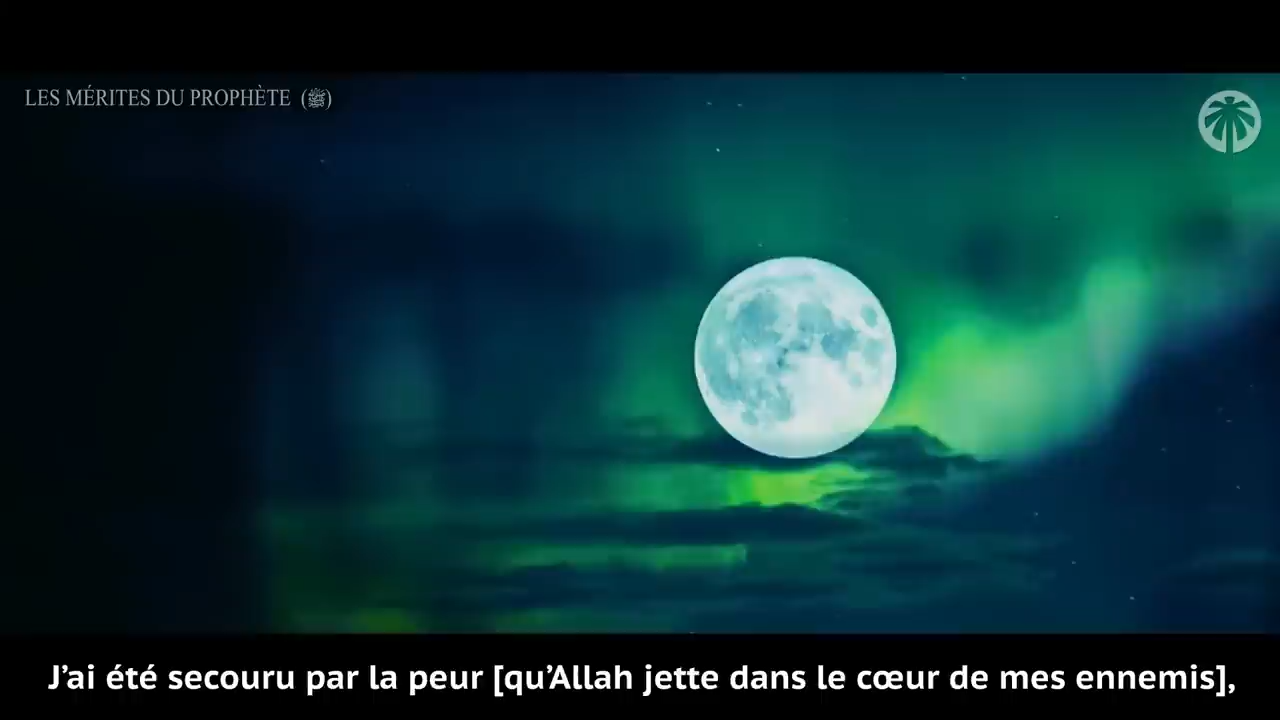 LES MÉRITES DU PROPHÈTE (ﷺ)
J’ai été secouru par la peur [qu’Allah jette dans le cœur de mes ennemis],